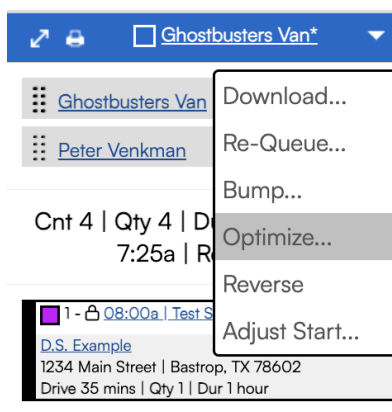 Ghostbusters Van*
Ghostbusters Van
Peter Venkman
Download...
Re-Queue...
Bump...
Optimize...
Reverse
Adjust Start...
Cnt 4 | Qty 4 |
7:25a |
1 - 08:00a | Test
D.S. Example
1234 Main Street | Bastrop, TX 78602
Drive 35 mins | Qty 1 | Dur 1 hour